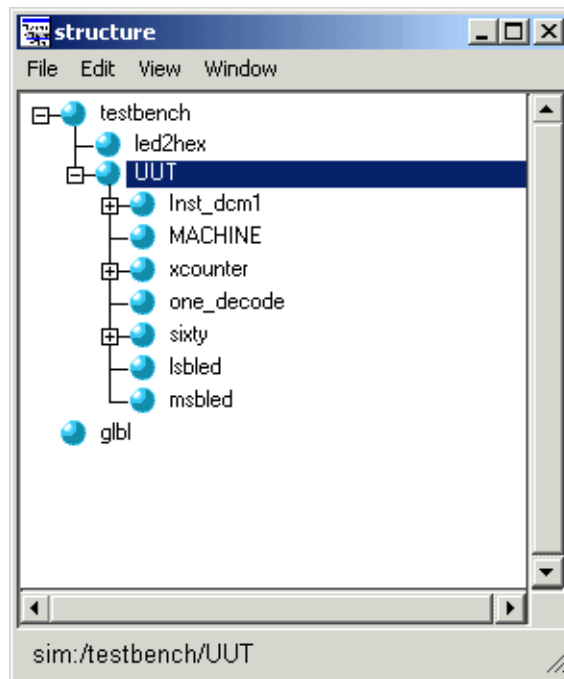 structure
File Edit View Window
testbench
led2hex
UUT
Inst_dcm1
MACHINE
xcounter
one_decode
sixty
lsbled
msbled
glbl
sim:/testbench/UUT